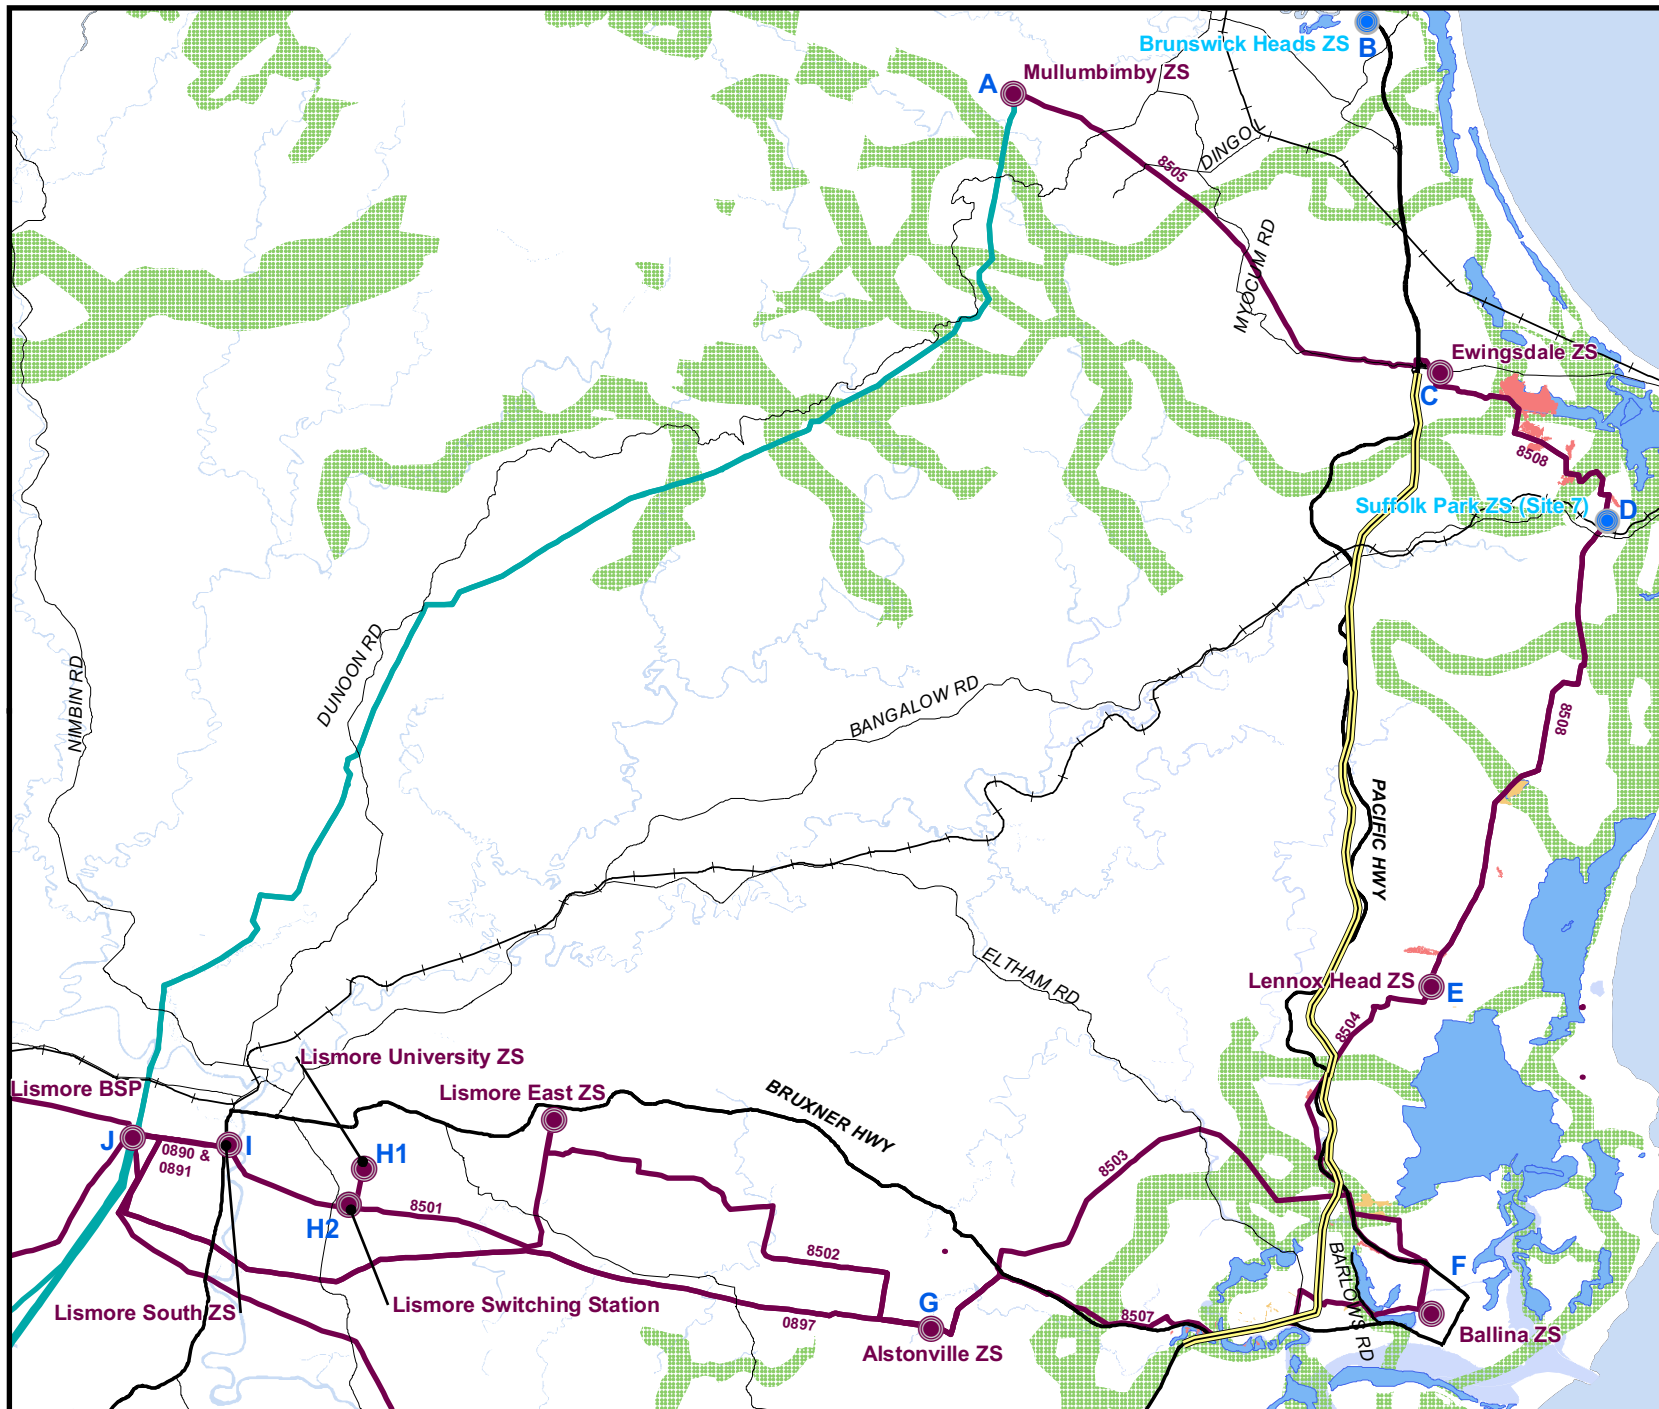 B
Brunswick Heads ZS
A
Mullumbimby ZS
DINGO L
8505
MYOCUM RD
Ewingsdale ZS
C
8508
Suffolk Park ZS (Site 7)
D
NIMBIN RD
DUNOON RD
BANGALOW RD
8508
PACIFIC HWY
ELTHAM RD
Lennox Head ZS
E
8504
Lismore University ZS
Lismore BSP
Lismore East ZS
BRUXNER HWY
J
0890 &
0891
I
H1
8503
H2
8501
8502
F
BARLOWS RD
Lismore South ZS
Lismore Switching Station
G
0897
8507
Alstonville ZS
Ballina ZS